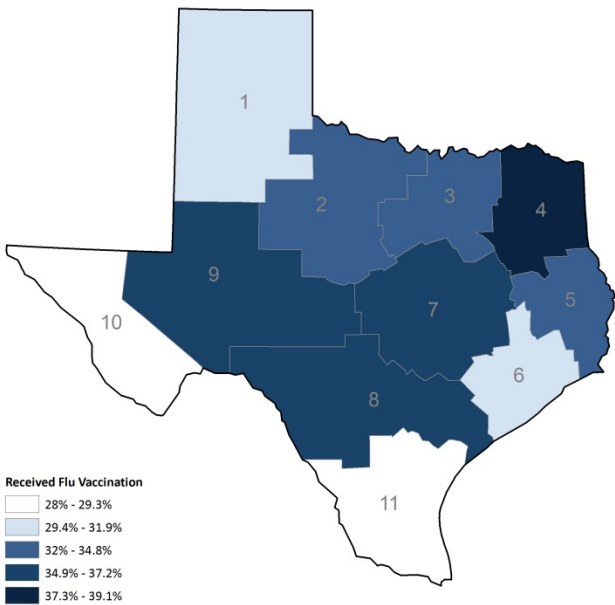 1
2
3
4
5
6
7
8
9
10
11
Received Flu Vaccination
28% - 29.3%
29.4% - 31.9%
32% - 34.8%
34.9% - 37.2%
37.3% - 39.1%